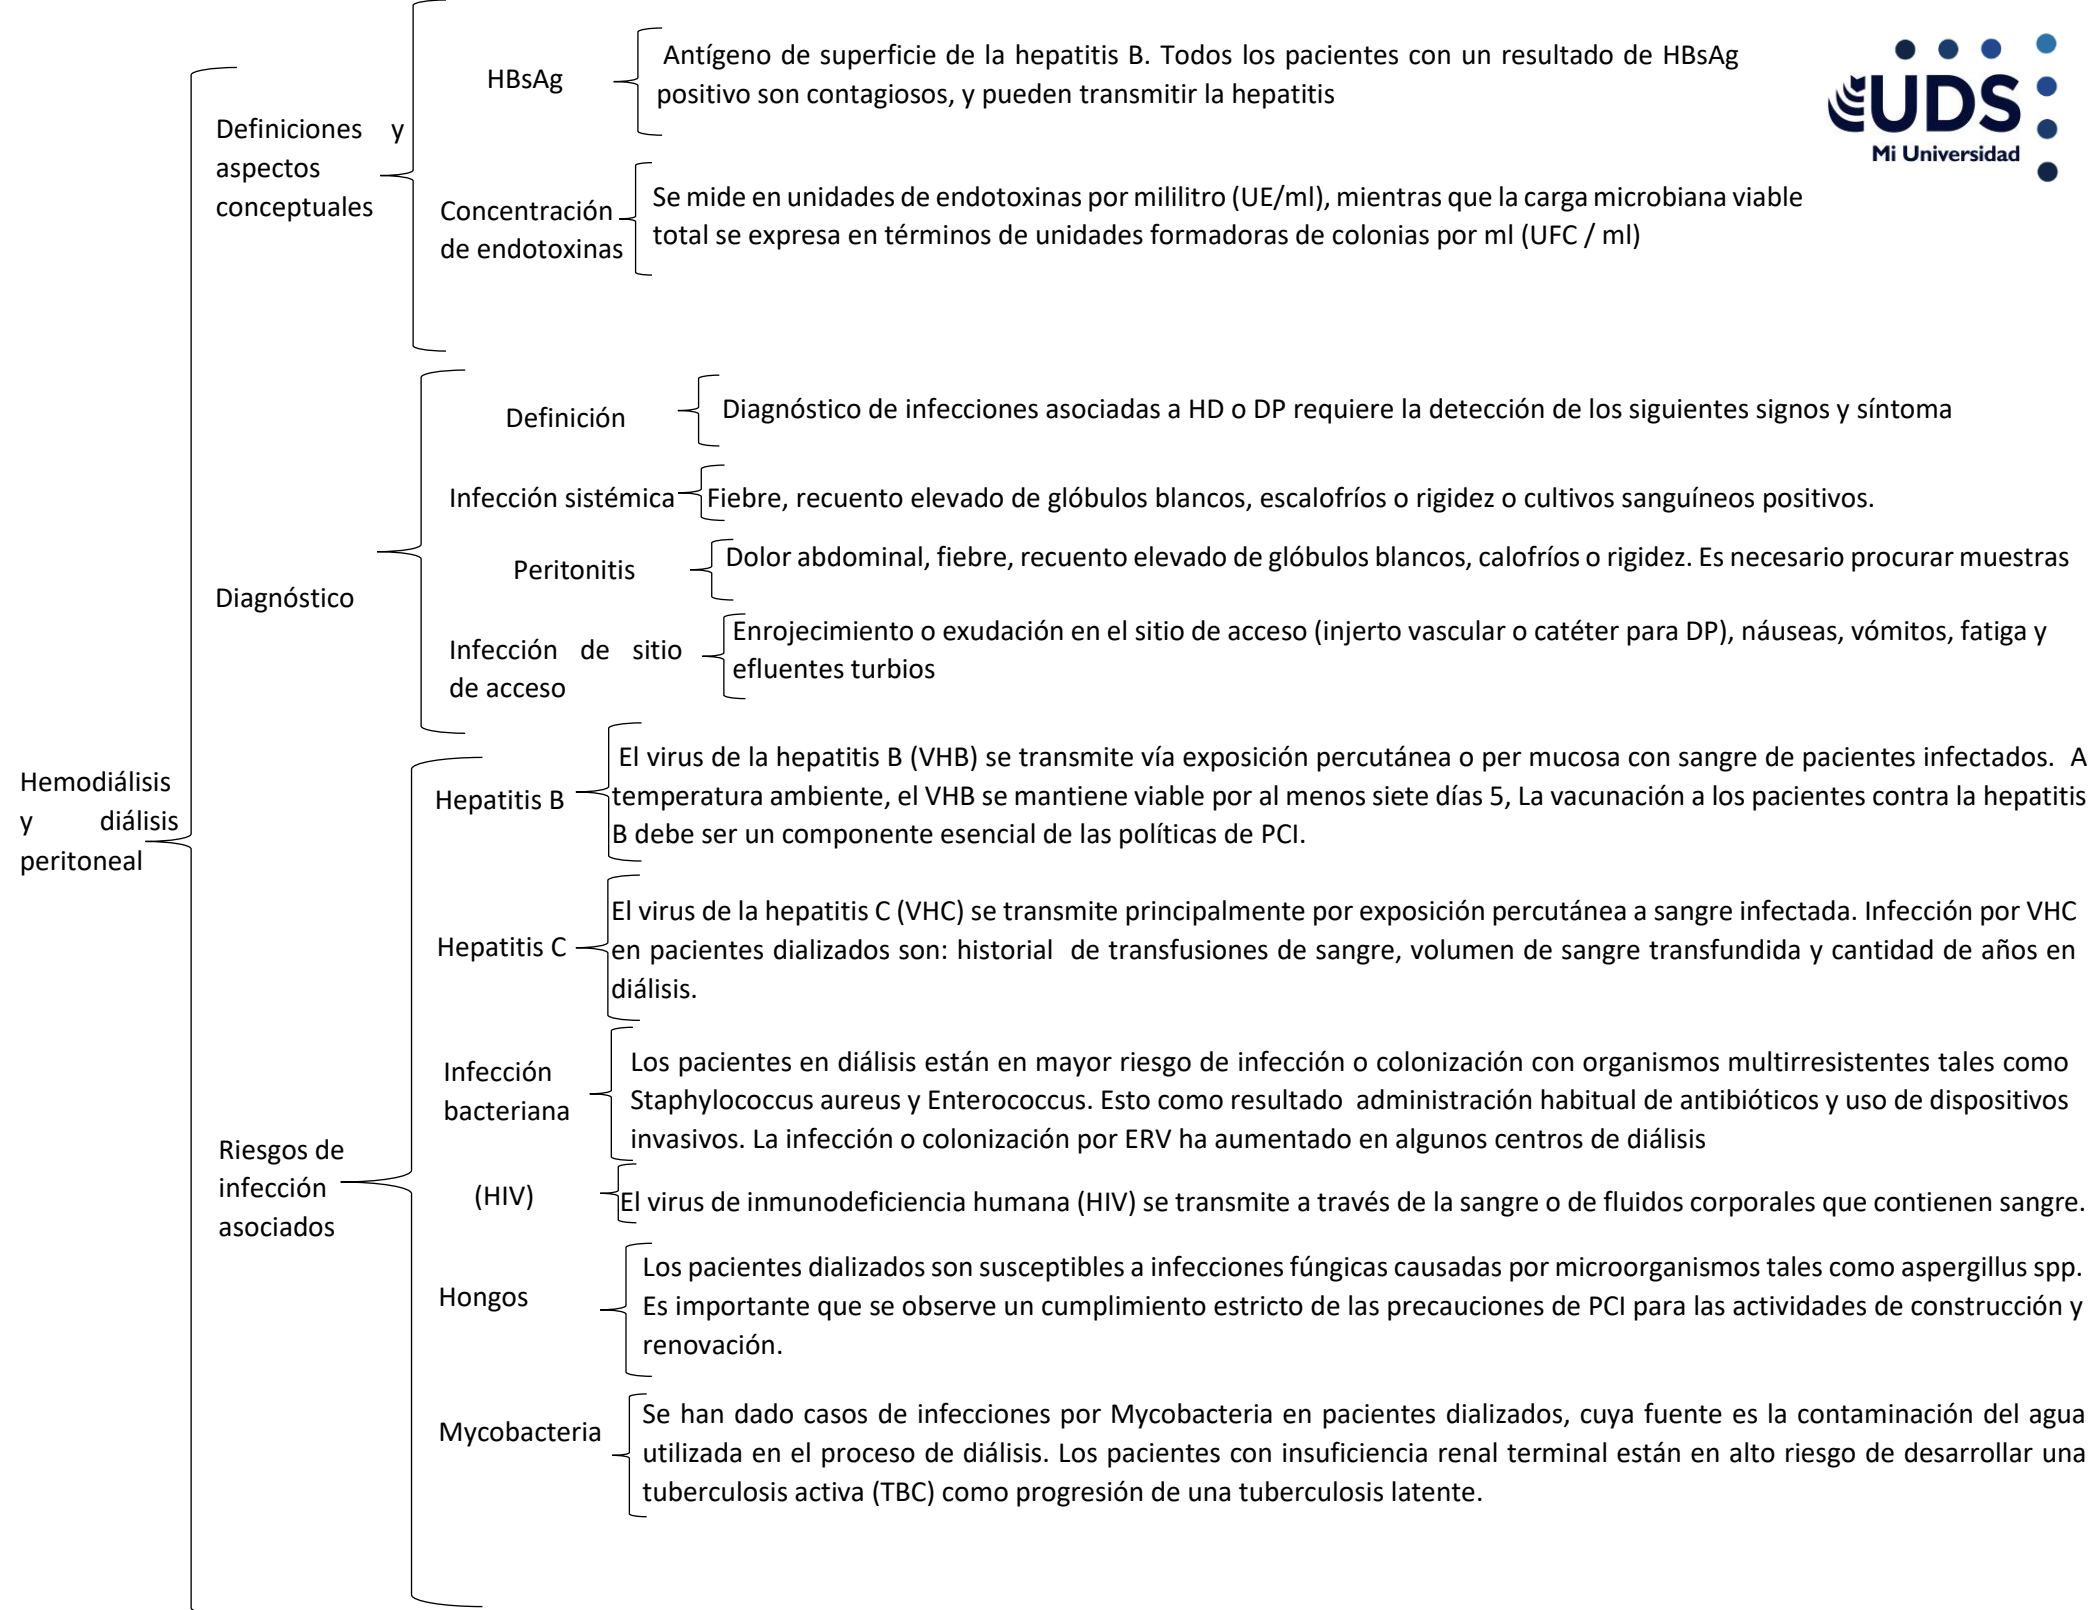 HBsAg
Antígeno de superficie de la hepatitis B. Todos los pacientes con un resultado de HBsAg
positivo son contagiosos, y pueden transmitir la hepatitis
UDS
Mi Universidad
Definiciones y
aspectos
conceptuales
Concentración
de endotoxinas
Se mide en unidades de endotoxinas por mililitro (UE/ml), mientras que la carga microbiana viable
total se expresa en términos de unidades formadoras de colonias por ml (UFC / ml)
Definición
Diagnóstico de infecciones asociadas a HD o DP requiere la detección de los siguientes signos y síntoma
Infección sistémica
Fiebre, recuento elevado de glóbulos blancos, escalofríos o rigidez o cultivos sanguíneos positivos.
Peritonitis
Dolor abdominal, fiebre, recuento elevado de glóbulos blancos, calofríos o rigidez. Es necesario procurar muestras
Diagnóstico
Infección de sitio
de acceso
Enrojecimiento o exudación en el sitio de acceso (injerto vascular o catéter para DP), náuseas, vómitos, fatiga y
efluentes turbios
Hemodiálisis
y diálisis
peritoneal
Hepatitis B
El virus de la hepatitis B (VHB) se transmite vía exposición percutánea o per mucosa con sangre de pacientes infectados. A
temperatura ambiente, el VHB se mantiene viable por al menos siete días 5, La vacunación a los pacientes contra la hepatitis
B debe ser un componente esencial de las políticas de PCI.
Hepatitis C
El virus de la hepatitis C (VHC) se transmite principalmente por exposición percutánea a sangre infectada. Infección por VHC
en pacientes dializados son: historial de transfusiones de sangre, volumen de sangre transfundida y cantidad de años en
diálisis.
Infección
bacteriana
Los pacientes en diálisis están en mayor riesgo de infección o colonización con organismos multirresistentes tales como
Staphylococcus aureus y Enterococcus. Esto como resultado administración habitual de antibióticos y uso de dispositivos
invasivos. La infección o colonización por ERV ha aumentado en algunos centros de diálisis
Riesgos de
infección
asociados
(HIV)
El virus de inmunodeficiencia humana (HIV) se transmite a través de la sangre o de fluidos corporales que contienen sangre.
Hongos
Los pacientes dializados son susceptibles a infecciones fúngicas causadas por microorganismos tales como aspergillus spp.
Es importante que se observe un cumplimiento estricto de las precauciones de PCI para las actividades de construcción y
renovación.
Mycobacteria
Se han dado casos de infecciones por Mycobacteria en pacientes dializados, cuya fuente es la contaminación del agua
utilizada en el proceso de diálisis. Los pacientes con insuficiencia renal terminal están en alto riesgo de desarrollar una
tuberculosis activa (TBC) como progresión de una tuberculosis latente.